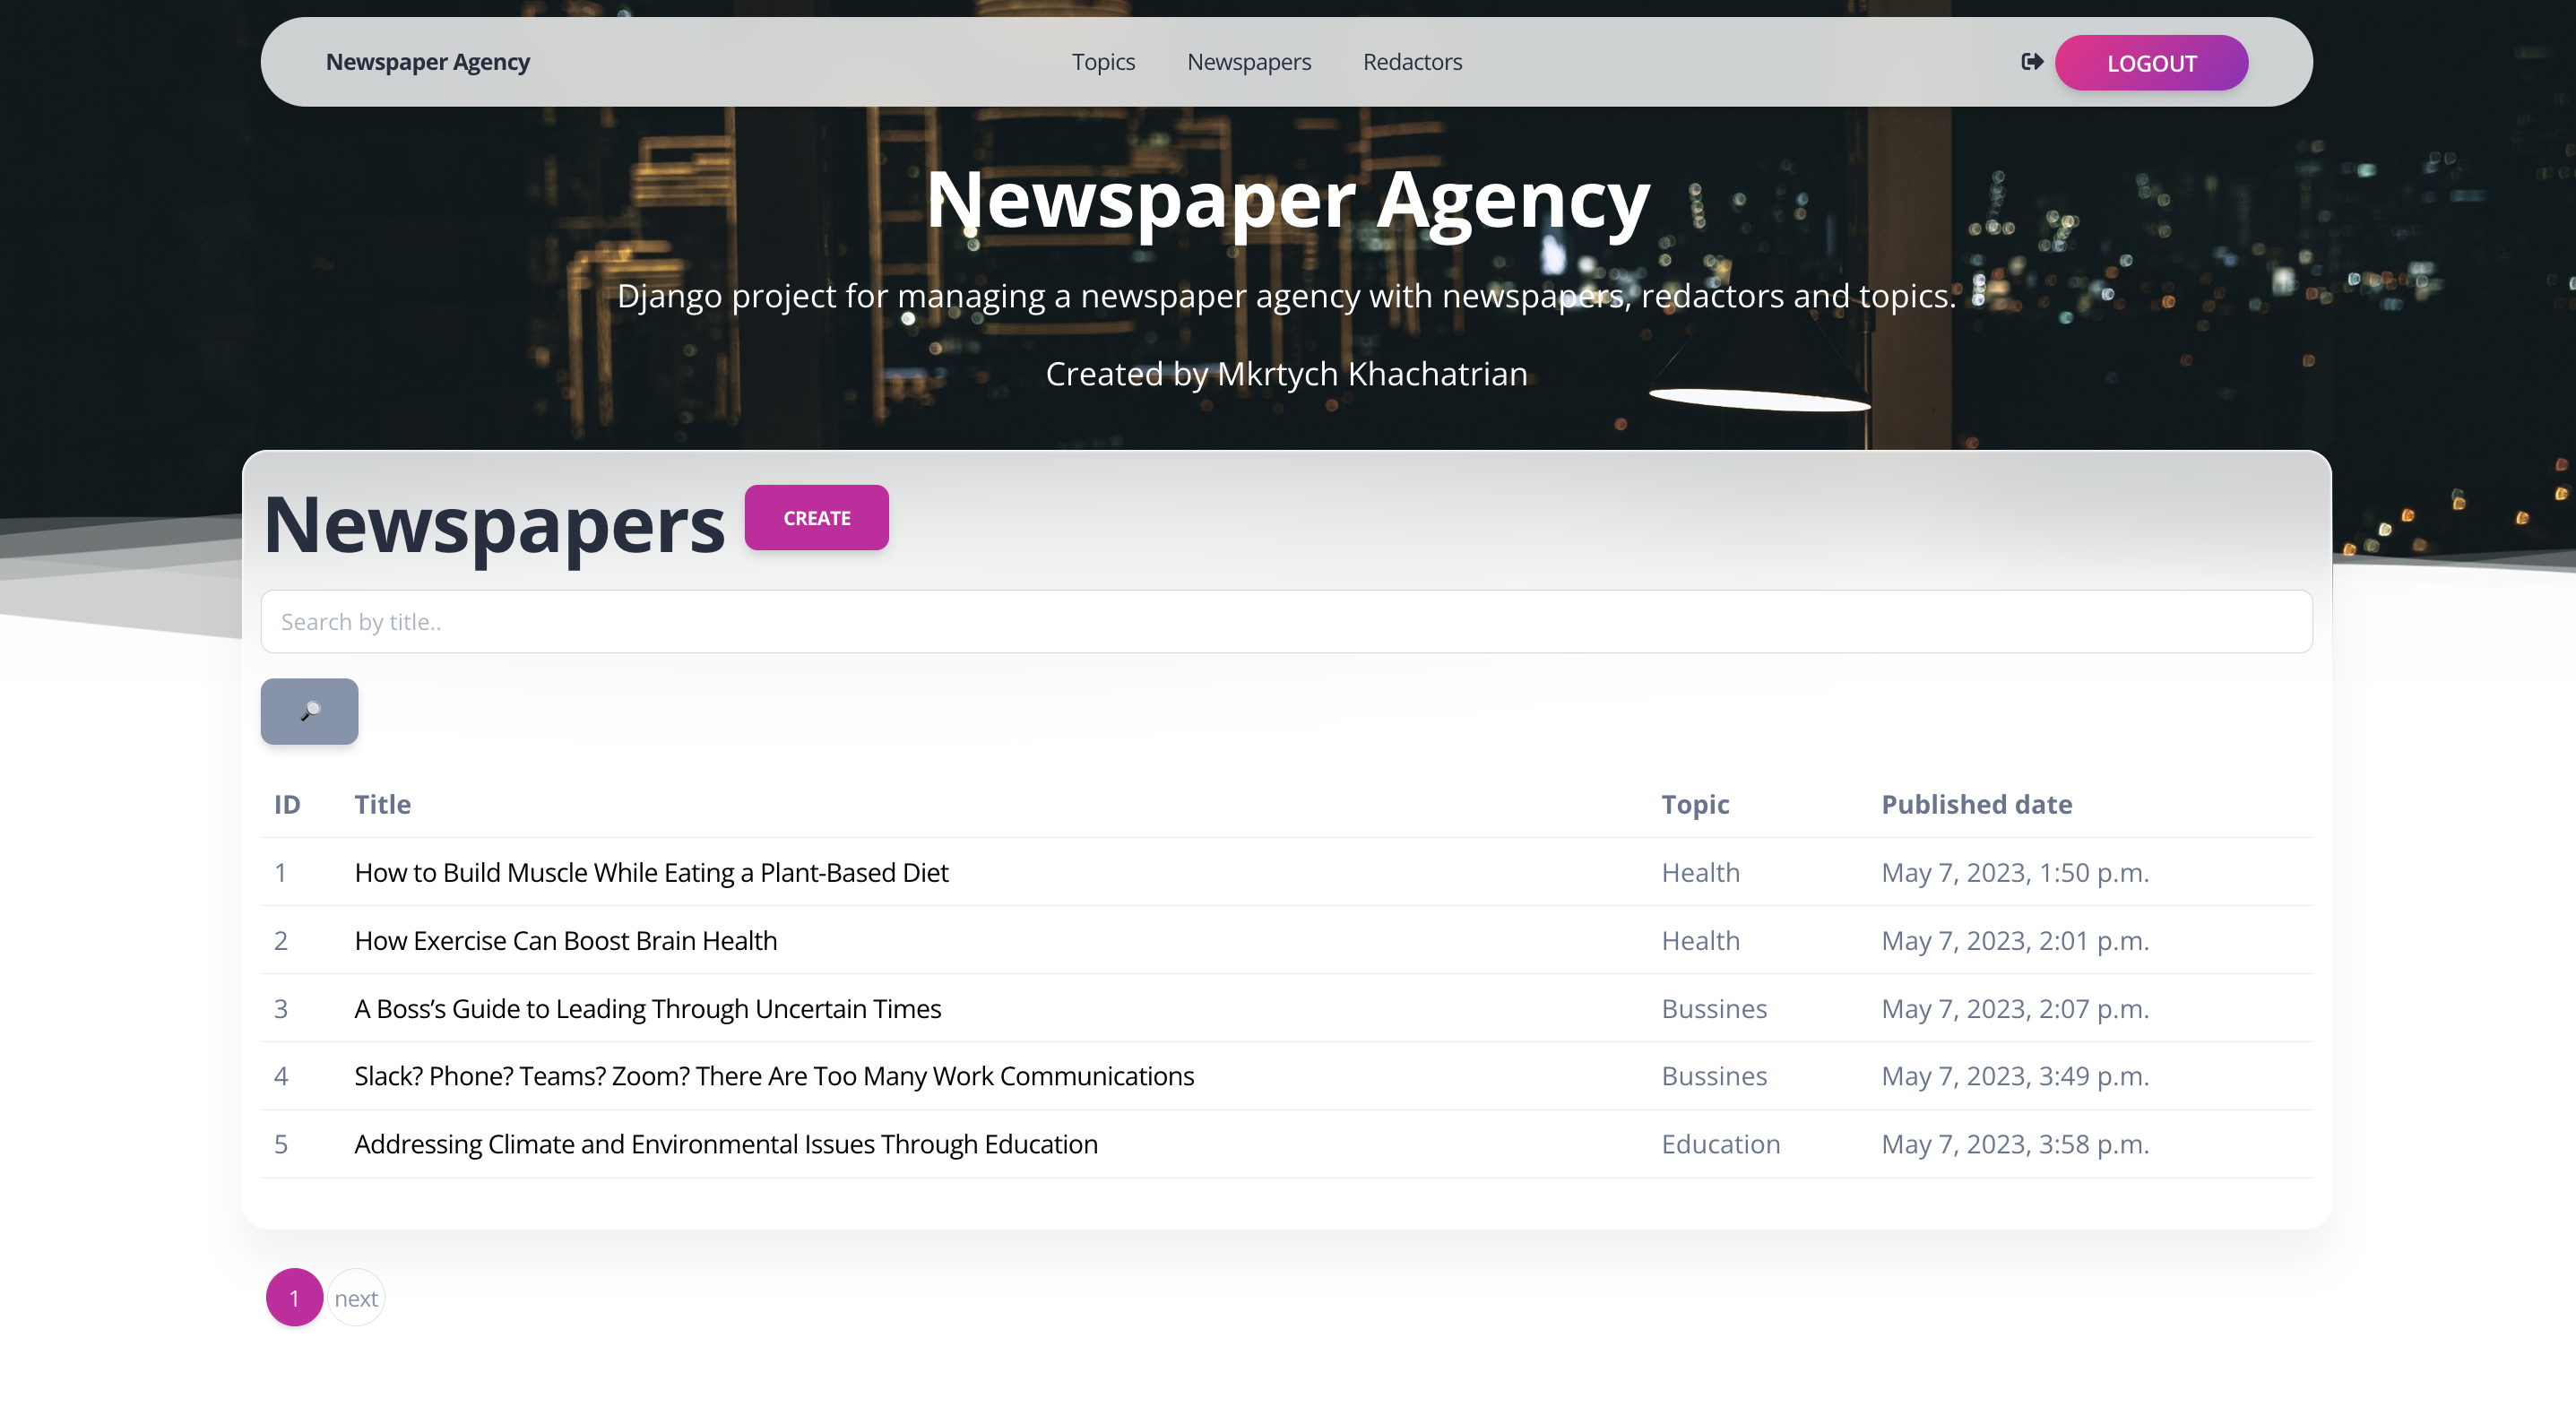 Newspaper Agency Topics Newspapers Redactors LOGOUT
Newspaper Agency
Django project for managing a newspaper agency with newspapers, redactors and topics.
Created by Mkrtych Khachatrian
Newspapers CREATE
Search by title..
ID Title Topic Published date
1 How to Build Muscle While Eating a Plant-Based Diet Health May 7, 2023, 1:50 p.m.
2 How Exercise Can Boost Brain Health Health May 7, 2023, 2:01 p.m.
3 A Boss’s Guide to Leading Through Uncertain Times Bussines May 7, 2023, 2:07 p.m.
4 Slack? Phone? Teams? Zoom? There Are Too Many Work Communications Bussines May 7, 2023, 3:49 p.m.
5 Addressing Climate and Environmental Issues Through Education Education May 7, 2023, 3:58 p.m.
1 next